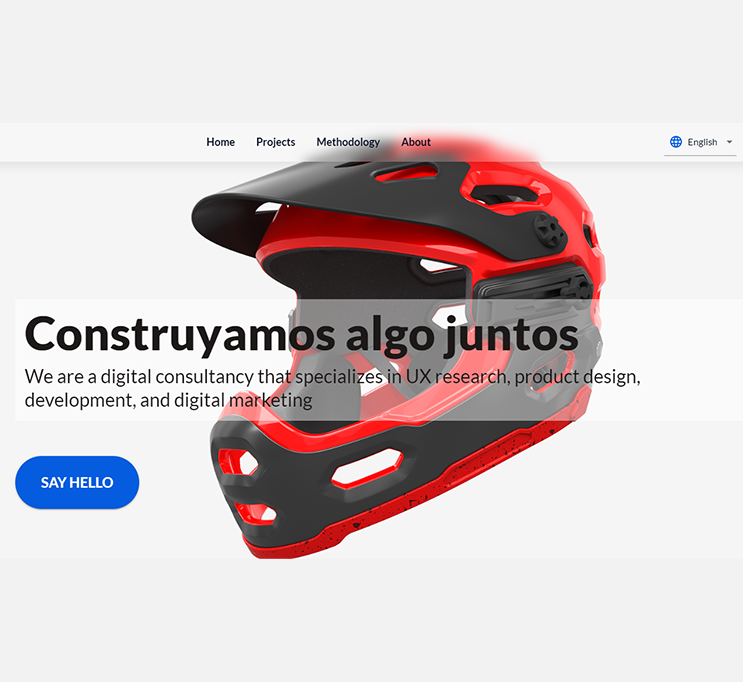 Home Projects Methodology About English
Construyamos algo juntos
We are a digital consultancy that specializes in UX research, product design,
development, and digital marketing
SAY HELLO